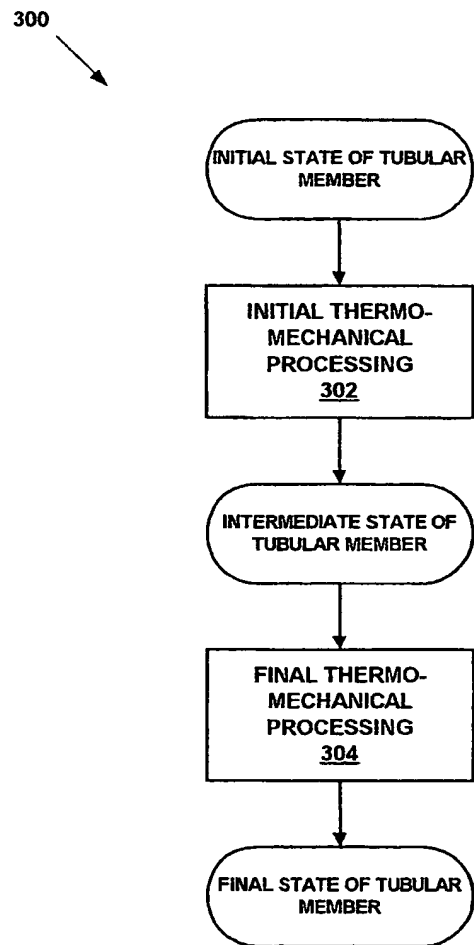 300
INITIAL STATE OF TUBULAR
MEMBER
INITIAL THERMO-
MECHANICAL
PROCESSING
302
INTERMEDIATE STATE OF
TUBULAR MEMBER
FINAL THERMO-
MECHANICAL
PROCESSING
304
FINAL STATE OF TUBULAR
MEMBER